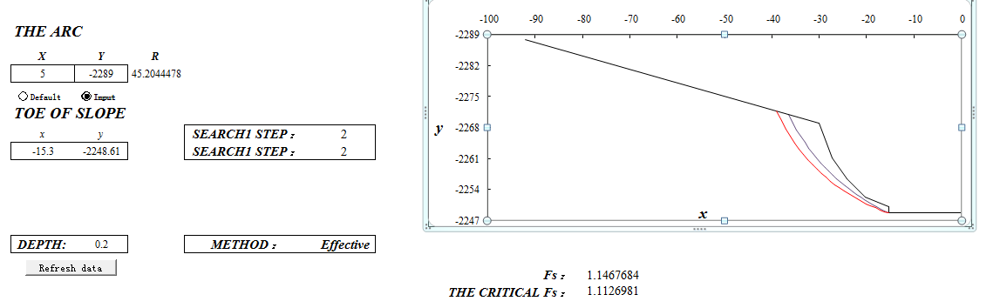 THE ARC
X Y R
5 -2289 45.2044478
Default Input
TOE OF SLOPE
x y
-15.3 -2248.61
SEARCH1 STEP： 2
SEARCH1 STEP： 2
DEPTH: 0.2
METHOD： Effective
Refresh data
-100 -90 -80 -70 -60 -50 -40 -30 -20 -10 0
-2289
-2282
-2275
y -2268
-2261
-2254
-2247
x
Fs： 1.1467684
THE CRITICAL Fs： 1.1126981